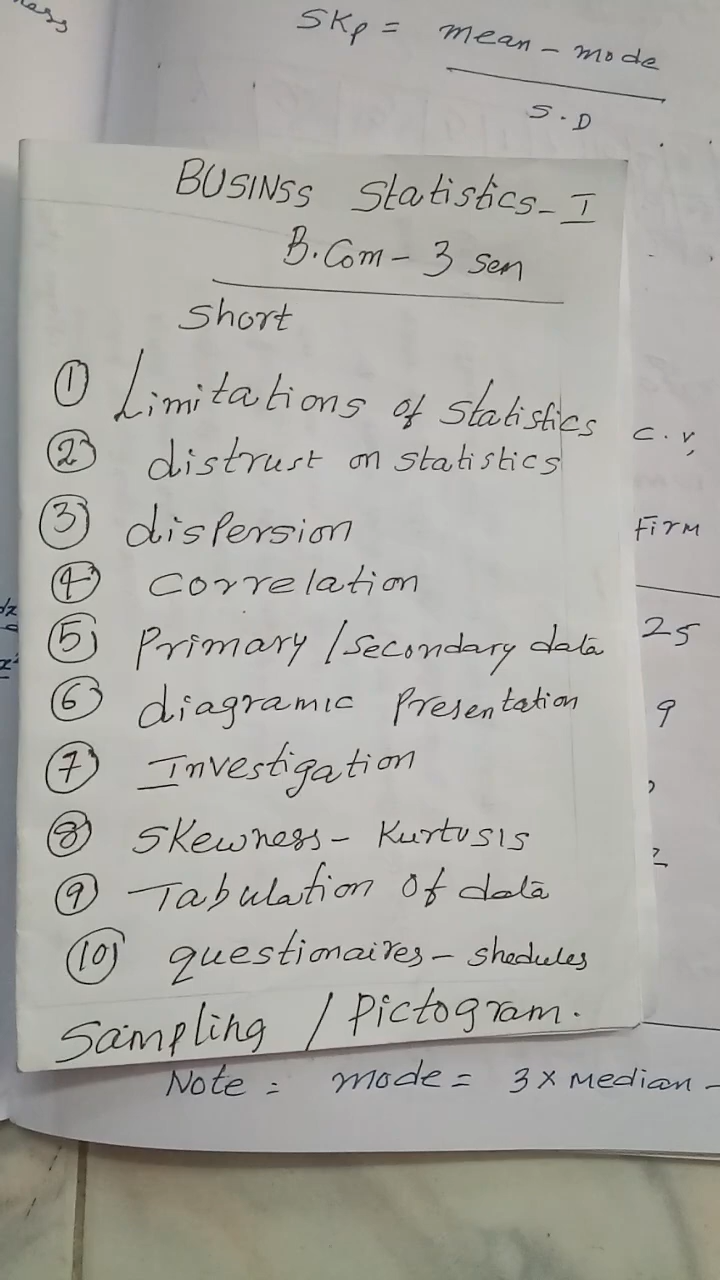 SKp = mean - mode
S.D
BUSINSS Statistics - I
B.Com - 3 Sem
Short
① Limitations of Statistics
② distrust on statistics
③ dispersion
④ correlation
⑤ Primary / Secondary data
⑥ diagramic Presentation
⑦ Investigation
⑧ Skewness - Kurtosis
⑨ Tabulation Of data
⑩ questionaires - shedules
Sampling / Pictogram.
C.V,
Firm
25
9
Note = mode = 3 x Median -